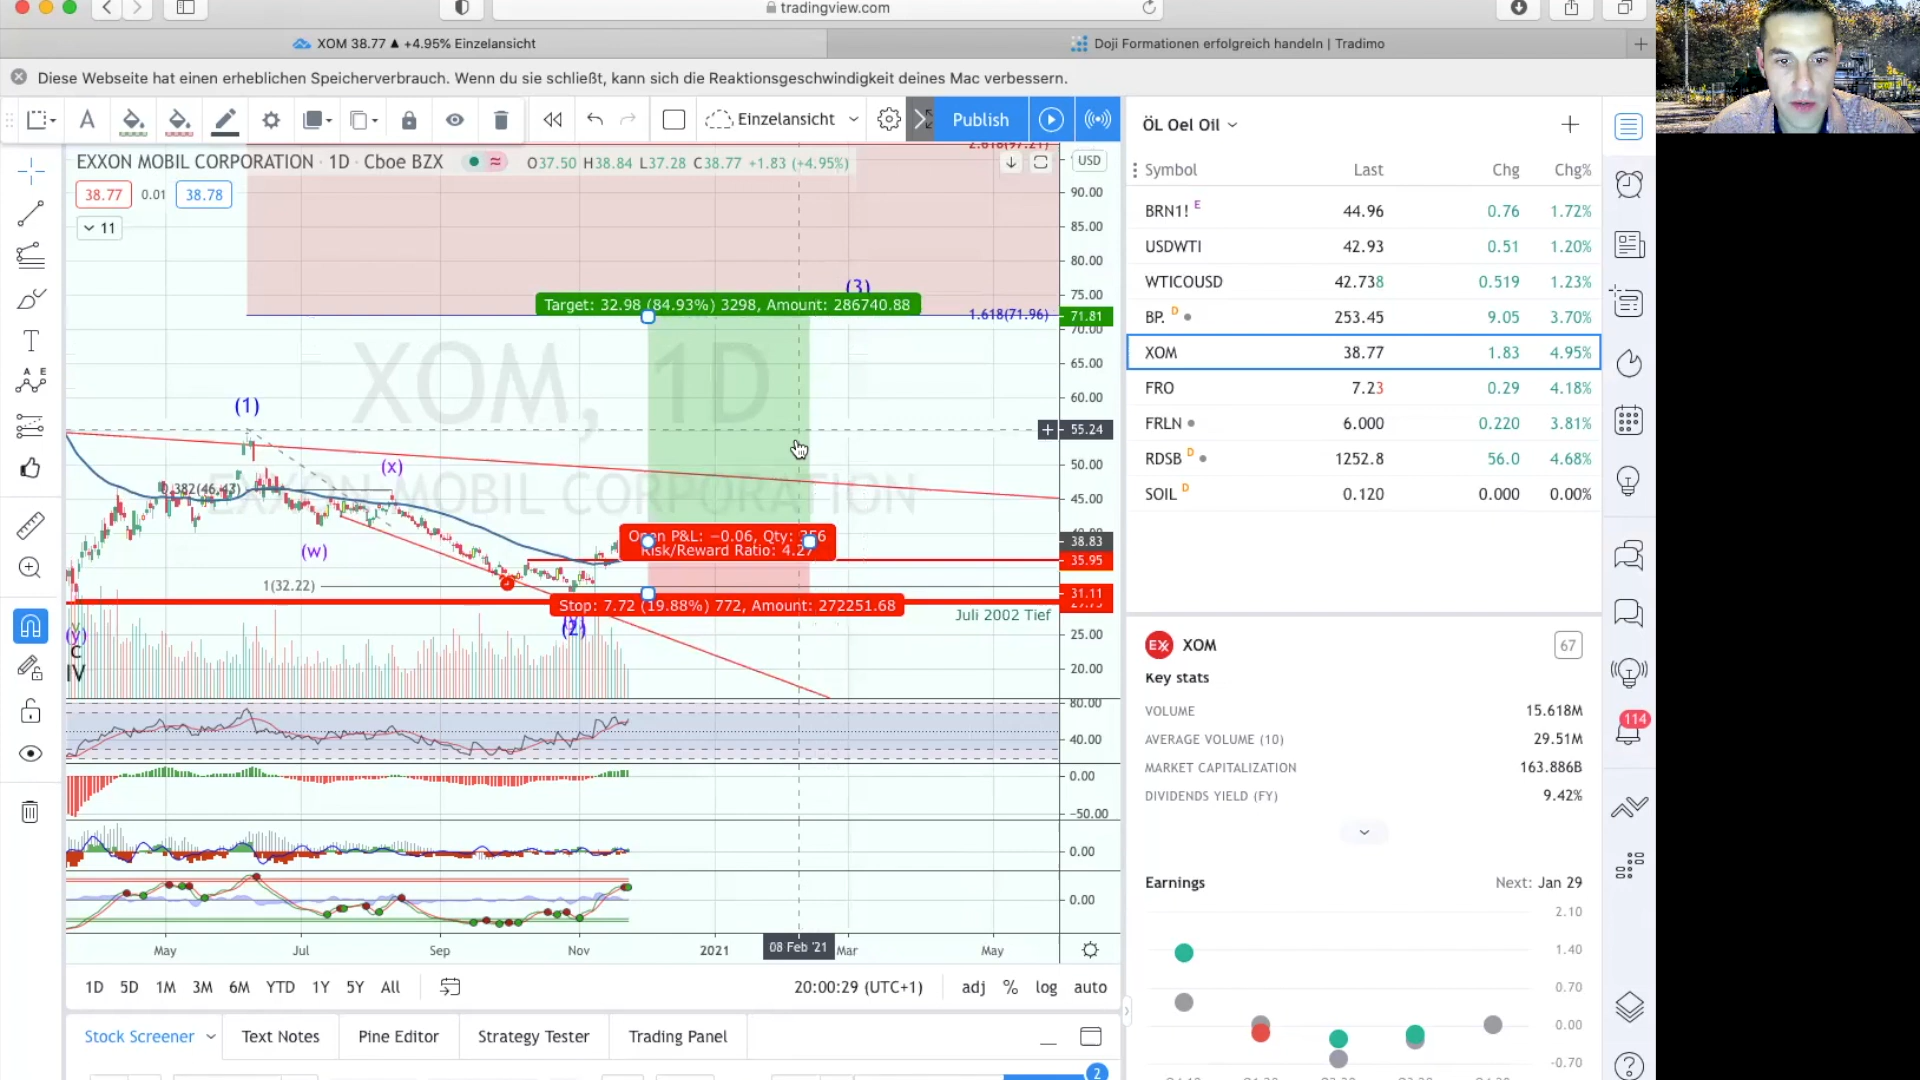 tradingview.com
XOM 38.77 ▲ +4.95% Einzelansicht
Doji Formationen erfolgreich handeln | Tradimo
Diese Webseite hat einen erheblichen Speicherverbrauch. Wenn du sie schließt, kann sich die Reaktionsgeschwindigkeit deines Mac verbessern.
Einzelansicht
Publish
EXXON MOBIL CORPORATION · 1D · Cboe BZX
O37.50 H38.84 L37.28 C38.77 +1.83 (+4.95%)
38.77 0.01 38.78
11
USD
2.618(97.21)
90.00
85.00
80.00
75.00
70.00
65.00
60.00
50.00
45.00
25.00
20.00
(3)
Target: 32.98 (84.93%) 3298, Amount: 286740.88
1.618(71.96)
71.81
XOM, 1D
EXXON MOBIL CORPORATION
(1)
55.24
(x)
0.382(46.43)
(w)
Risk/Reward Ratio: 4.27
38.83
35.95
1(32.22)
31.11
Stop: 7.72 (19.88%) 772, Amount: 272251.68
Juli 2002 Tief
(2)
(y)
C
IV
80.00
40.00
0.00
−50.00
0.00
0.00
May Jul Sep Nov 2021 08 Feb '21 Mar May
1D 5D 1M 3M 6M YTD 1Y 5Y All
20:00:29 (UTC+1)
adj % log auto
Stock Screener
Text Notes
Pine Editor
Strategy Tester
Trading Panel
2
ÖL Oel Oil
Symbol Last Chg Chg%
BRN1! E 44.96 0.76 1.72%
USDWTI 42.93 0.51 1.20%
WTICOUSD 42.738 0.519 1.23%
BP. D 253.45 9.05 3.70%
XOM 38.77 1.83 4.95%
FRO 7.23 0.29 4.18%
FRLN 6.000 0.220 3.81%
RDSB D 1252.8 56.0 4.68%
SOIL D 0.120 0.000 0.00%
XOM
67
Key stats
VOLUME 15.618M
AVERAGE VOLUME (10) 29.51M
MARKET CAPITALIZATION 163.886B
DIVIDENDS YIELD (FY) 9.42%
Earnings
Next: Jan 29
2.10
1.40
0.70
0.00
-0.70
114